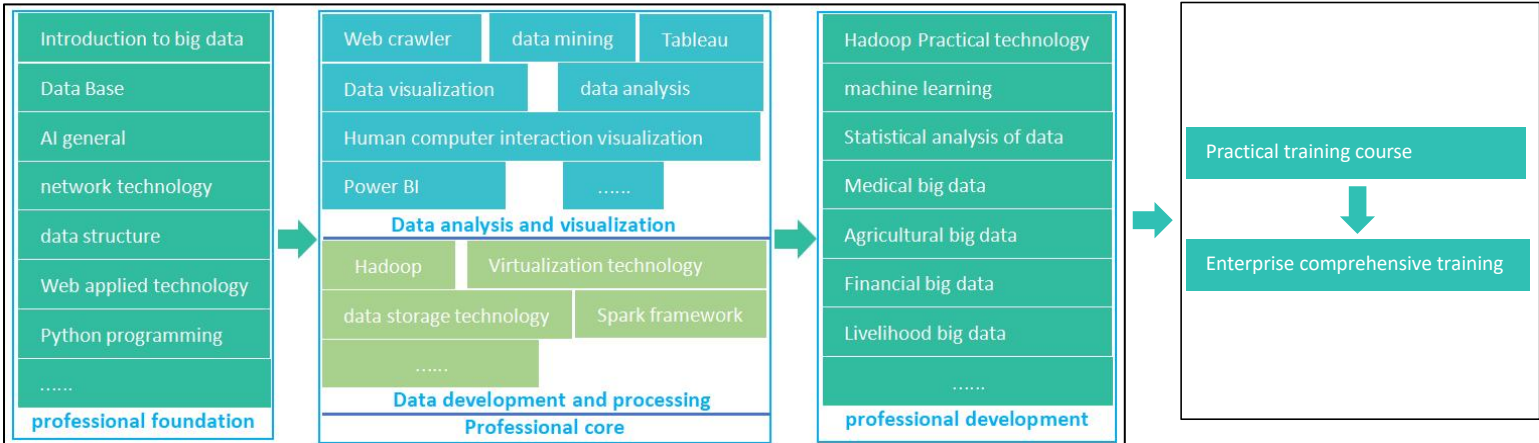 Introduction to big data
Data Base
AI general
network technology
data structure
Web applied technology
Python programming
......
professional foundation
Web crawler
data mining
Tableau
Data visualization
data analysis
Human computer interaction visualization
Power BI
......
Data analysis and visualization
Hadoop
Virtualization technology
data storage technology
Spark framework
......
Data development and processing
Professional core
Hadoop Practical technology
machine learning
Statistical analysis of data
Medical big data
Agricultural big data
Financial big data
Livelihood big data
......
professional development
Practical training course
Enterprise comprehensive training